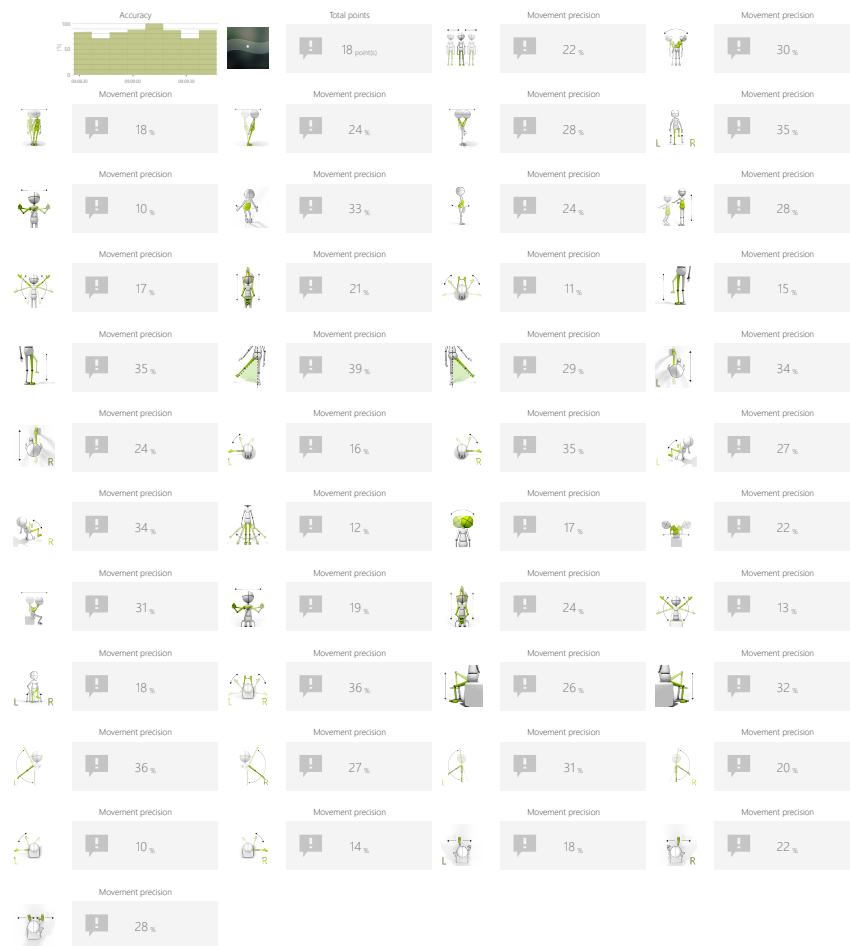 Accuracy Total points Movement precision Movement precision
100
50
0
[%]
18 point(s) 22 % 30 %
Movement precision Movement precision Movement precision Movement precision
18 % 24 % 28 % 35 %
L R
Movement precision Movement precision Movement precision Movement precision
10 % 33 % 24 % 28 %
Movement precision Movement precision Movement precision Movement precision
17 % 21 % 11 % 15 %
Movement precision Movement precision Movement precision Movement precision
35 % 39 % 29 % 34 %
L
Movement precision Movement precision Movement precision Movement precision
24 % 16 % 35 % 27 %
R L R L
Movement precision Movement precision Movement precision Movement precision
34 % 12 % 17 % 22 %
R
Movement precision Movement precision Movement precision Movement precision
31 % 19 % 24 % 13 %
Movement precision Movement precision Movement precision Movement precision
18 % 36 % 26 % 32 %
L R L R
Movement precision Movement precision Movement precision Movement precision
36 % 27 % 31 % 20 %
L R L R
Movement precision Movement precision Movement precision Movement precision
10 % 14 % 18 % 22 %
L R L R
Movement precision
28 %